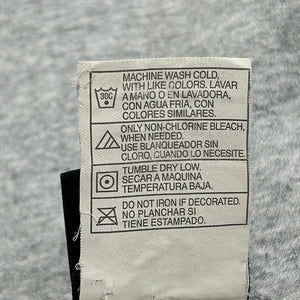 MACHINE WASH COLD,
WITH LIKE COLORS. LAVAR
30C A MANO O EN LAVADORA,
CON AGUA FRIA, CON
COLORES SIMILARES.
ONLY NON-CHLORINE BLEACH,
WHEN NEEDED.
USE BLANQUEADOR SIN
CLORO, CUANDO LO NECESITE.
TUMBLE DRY LOW.
SECAR A MAQUINA
TEMPERATURA BAJA.
DO NOT IRON IF DECORATED.
NO PLANCHAR SI
TIENE ESTAMPADO.